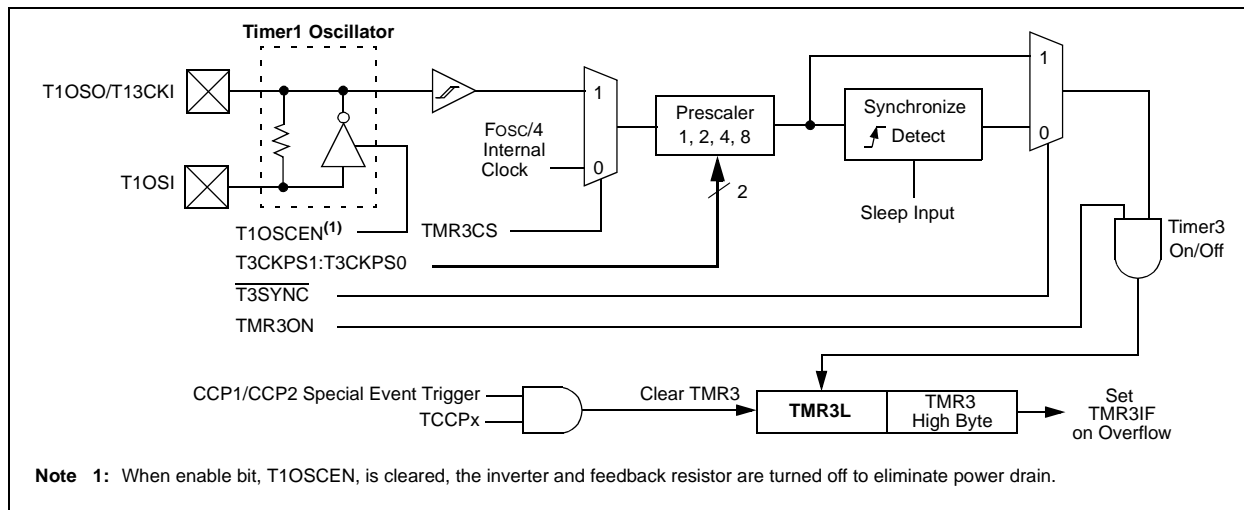 Timer1 Oscillator
T1OSO/T13CKI
T1OSI
1
FOSC/4
Internal
Clock
0
Prescaler
1, 2, 4, 8
2
Synchronize
Detect
Sleep Input
1
0
T1OSCEN(1)
TMR3CS
T3CKPS1:T3CKPS0
T3SYNC
TMR3ON
Timer3
On/Off
CCP1/CCP2 Special Event Trigger
TCCPx
Clear TMR3
TMR3L
TMR3
High Byte
Set
TMR3IF
on Overflow
Note 1: When enable bit, T1OSCEN, is cleared, the inverter and feedback resistor are turned off to eliminate power drain.